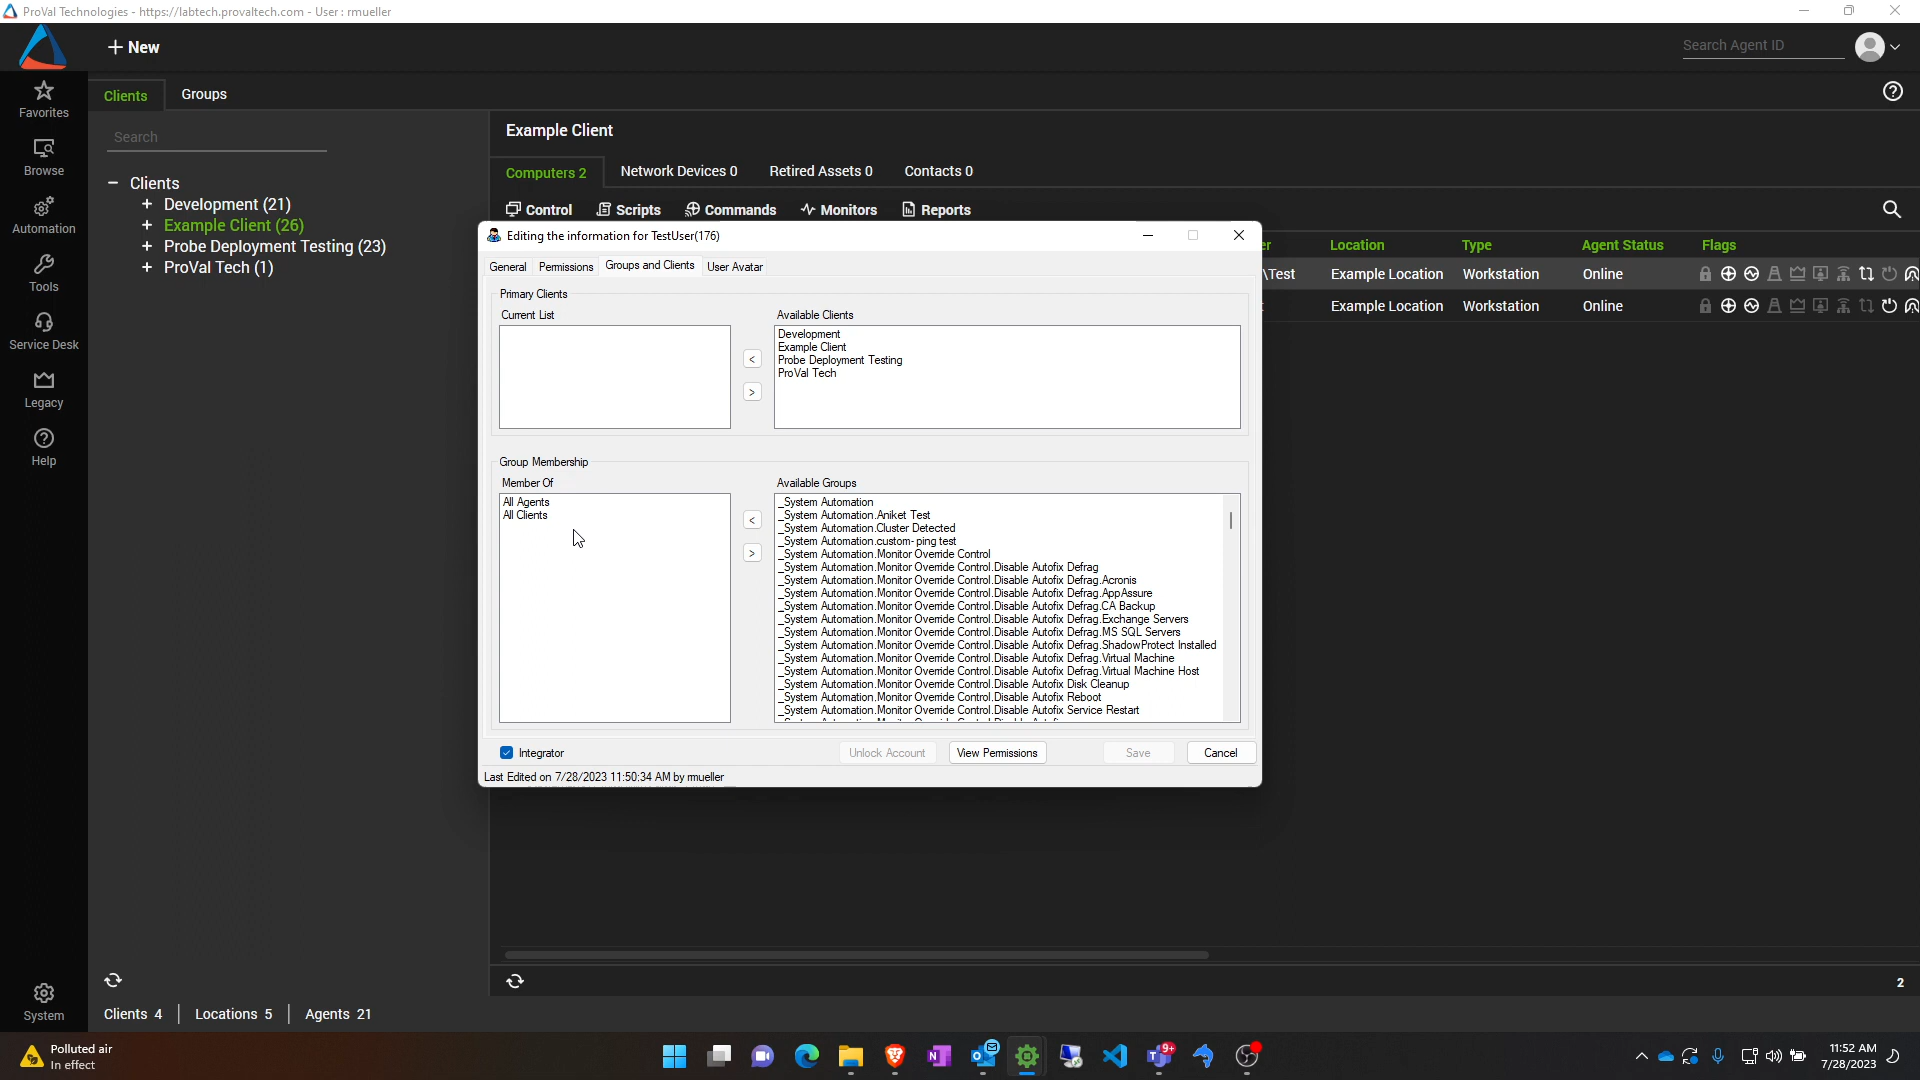 ProVal Technologies - https://labtech.provaltech.com - User : rmueller
New
Search Agent ID
Favorites
Browse
Automation
Tools
Service Desk
Legacy
Help
System
Clients
Groups
Search
Clients
Development (21)
Example Client (26)
Probe Deployment Testing (23)
ProVal Tech (1)
Clients 4
Locations 5
Agents 21
Example Client
Computers 2
Network Devices 0
Retired Assets 0
Contacts 0
Control
Scripts
Commands
Monitors
Reports
er Location Type Agent Status Flags
\Test Example Location Workstation Online
t Example Location Workstation Online
2
Editing the information for TestUser(176)
General Permissions Groups and Clients User Avatar
Primary Clients
Current List
Available Clients
Development
Example Client
Probe Deployment Testing
ProVal Tech
<
>
Group Membership
Member Of
All Agents
All Clients
<
>
Available Groups
_System Automation
_System Automation.Aniket Test
_System Automation.Cluster Detected
_System Automation.custom- ping test
_System Automation.Monitor Override Control
_System Automation.Monitor Override Control.Disable Autofix Defrag
_System Automation.Monitor Override Control.Disable Autofix Defrag.Acronis
_System Automation.Monitor Override Control.Disable Autofix Defrag.AppAssure
_System Automation.Monitor Override Control.Disable Autofix Defrag.CA Backup
_System Automation.Monitor Override Control.Disable Autofix Defrag.Exchange Servers
_System Automation.Monitor Override Control.Disable Autofix Defrag.MS SQL Servers
_System Automation.Monitor Override Control.Disable Autofix Defrag.ShadowProtect Installed
_System Automation.Monitor Override Control.Disable Autofix Defrag.Virtual Machine
_System Automation.Monitor Override Control.Disable Autofix Defrag.Virtual Machine Host
_System Automation.Monitor Override Control.Disable Autofix Disk Cleanup
_System Automation.Monitor Override Control.Disable Autofix Reboot
_System Automation.Monitor Override Control.Disable Autofix Service Restart
Integrator
Unlock Account
View Permissions
Save
Cancel
Last Edited on 7/28/2023 11:50:34 AM by rmueller
Polluted air
In effect
9+
11:52 AM
7/28/2023